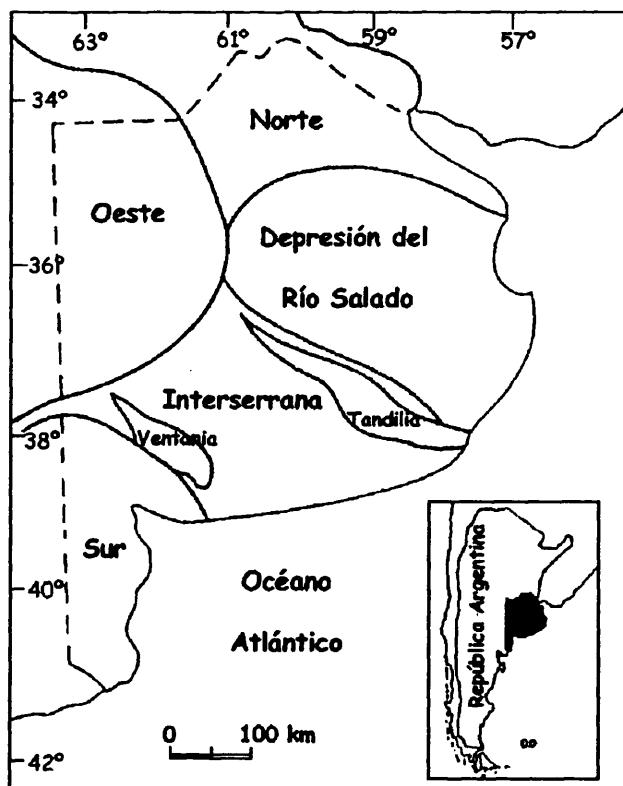 63° 61° 59° 57°
34°
Norte
Oeste
Depresión del
Río Salado
36°
Interserrana
Tandilia
Ventania
38°
Sur
40°
Océano
Atlántico
República Argentina
0 100 km
42°